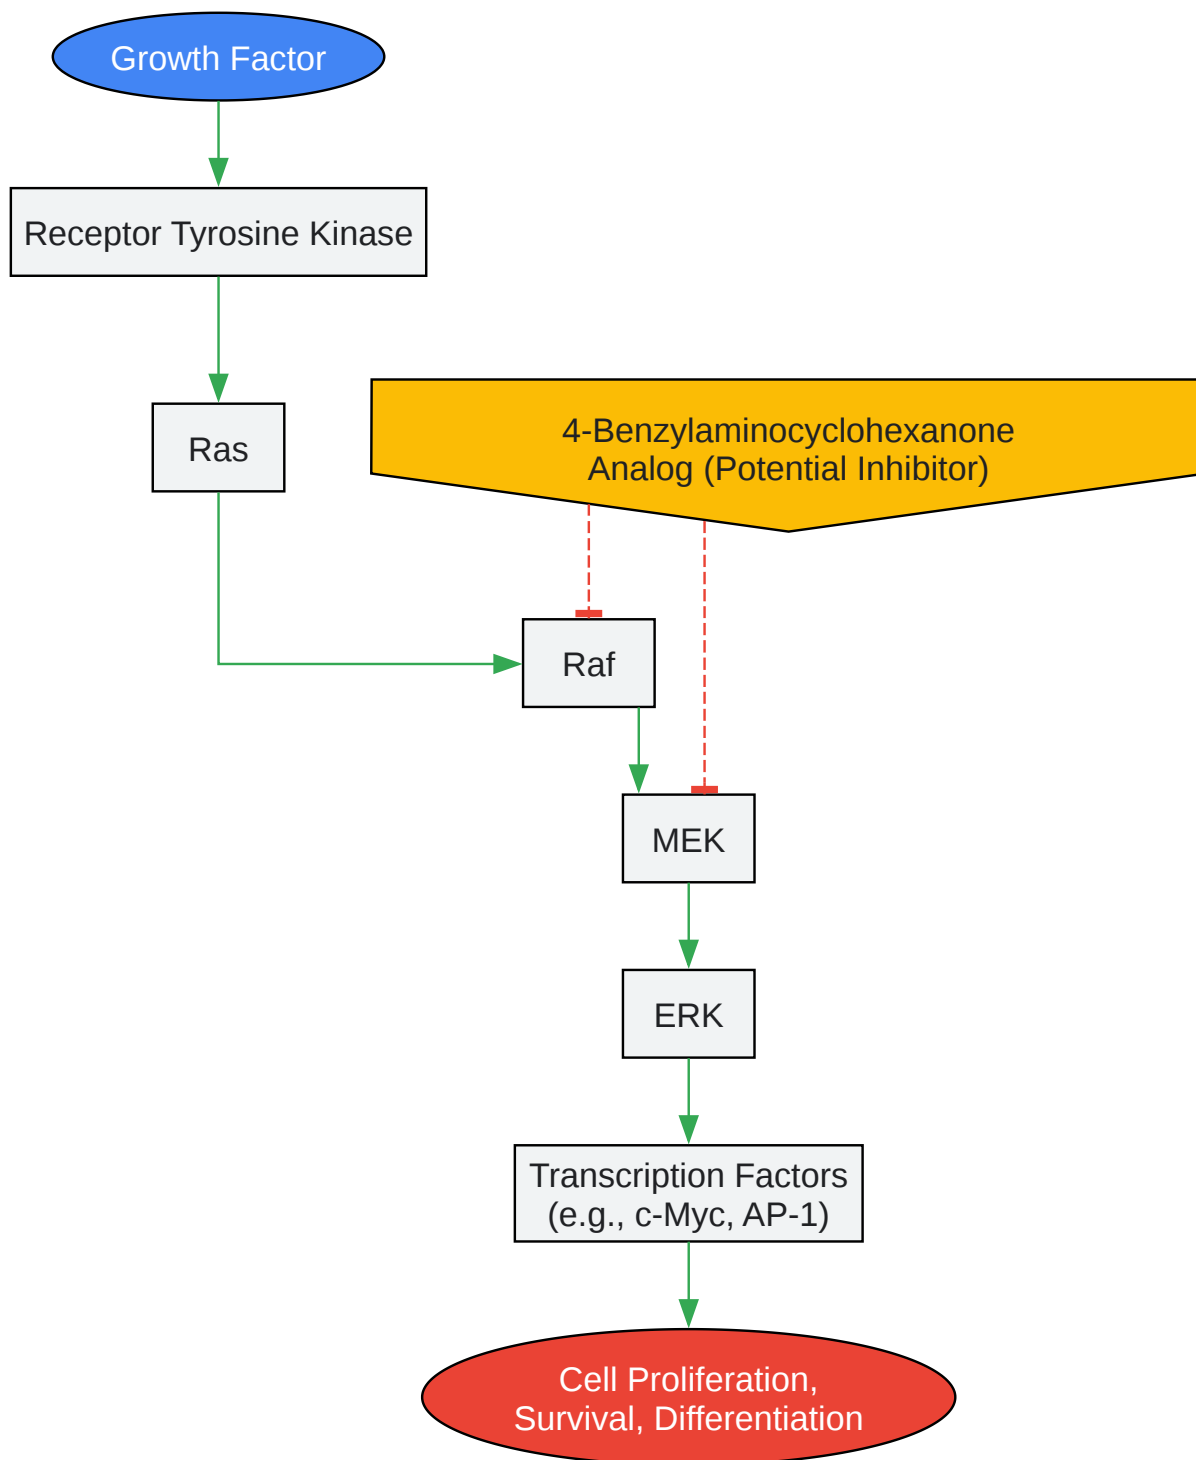 Growth Factor
Receptor Tyrosine Kinase
Ras
4-Benzylaminocyclohexanone
Analog (Potential Inhibitor)
Raf
MEK
ERK
Transcription Factors
(e.g., c-Myc, AP-1)
Cell Proliferation,
Survival, Differentiation